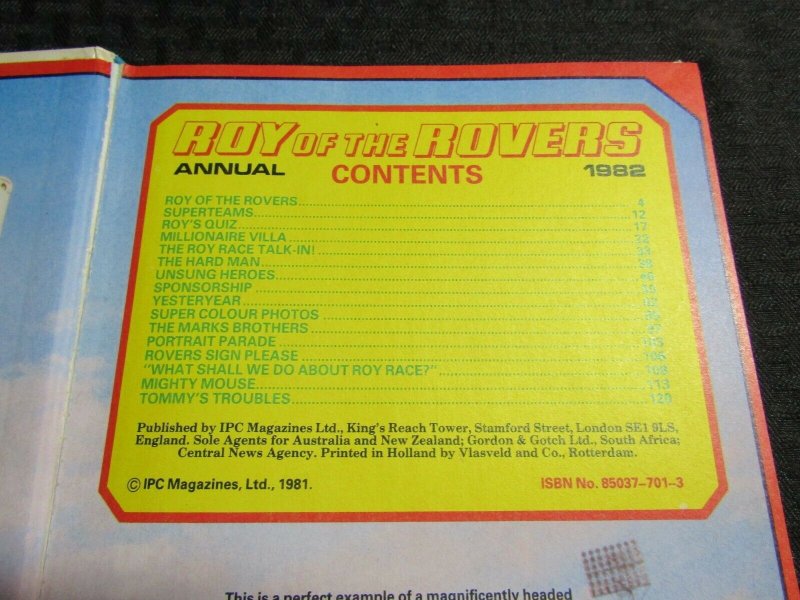 ROY OF THE ROVERS
ANNUAL CONTENTS 1982
ROY OF THE ROVERS 4
SUPERTEAMS 12
ROY'S QUIZ 17
MILLIONAIRE VILLA
THE ROY RACE TALK-IN!
THE HARD MAN
UNSUNG HEROES
SPONSORSHIP
YESTERYEAR
SUPER COLOUR PHOTOS
THE MARKS BROTHERS
PORTRAIT PARADE
ROVERS SIGN PLEASE
"WHAT SHALL WE DO ABOUT ROY RACE?"
MIGHTY MOUSE 113
TOMMY'S TROUBLES 120
Published by IPC Magazines Ltd., King's Reach Tower, Stamford Street, London SE1 9LS,
England. Sole Agents for Australia and New Zealand; Gordon & Gotch Ltd., South Africa;
Central News Agency. Printed in Holland by Vlasveld and Co., Rotterdam.
© IPC Magazines, Ltd., 1981. ISBN No. 85037–701–3
This is a perfect example of a magnificently headed